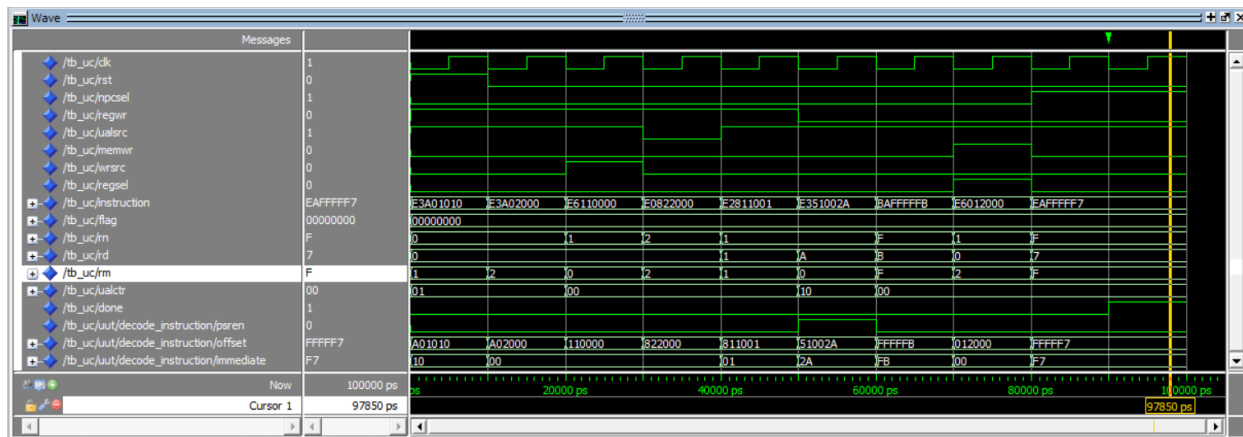 Wave
Messages
/tb_uc/clk 1
/tb_uc/rst 0
/tb_uc/npcsel 1
/tb_uc/regwr 0
/tb_uc/ualsrc 1
/tb_uc/memwr 0
/tb_uc/wrsrc 0
/tb_uc/regsel 0
/tb_uc/instruction EAFFFFF7 E3A01010 E3A02000 E6110000 E0822000 E2811001 E351002A BAFFFFFB E6012000 EAFFFFF7
/tb_uc/flag 00000000 00000000
/tb_uc/rn F 0 1 2 1 F 1 F
/tb_uc/rd 7 0 1 A B 0 7
/tb_uc/rm F 1 2 0 2 1 0 F 2 F
/tb_uc/ualctr 00 01 00 10 00
/tb_uc/done 1
/tb_uc/uut/decode_instruction/psren 0
/tb_uc/uut/decode_instruction/offset FFFFF7 A01010 A02000 110000 822000 811001 51002A FFFFFB 012000 FFFFF7
/tb_uc/uut/decode_instruction/immediate F7 10 00 01 2A FB 00 F7
Now 100000 ps ps 20000 ps 40000 ps 60000 ps 80000 ps 100000 ps
Cursor 1 97850 ps 97850 ps